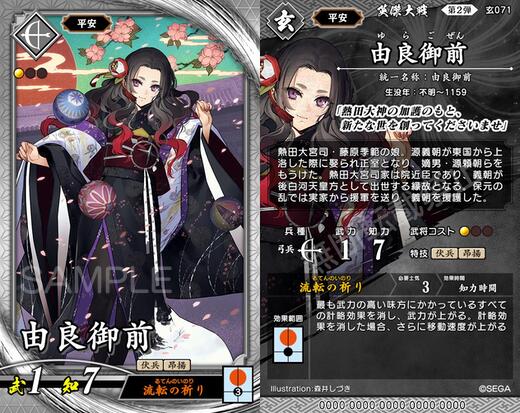 平安
SAMPLE
由良御前
伏兵 昂揚
武1 知7
るてんのいのり
流転の祈り
3
玄
平安
英傑大戦
第2弾
玄071
ゆらごぜん
由良御前
統一名称：由良御前
生没年：不明～1159
「熱田大神の加護のもと、
新たな世を創ってくださいませ」
熱田大宮司・藤原季範の娘。源義朝が東国から上
洛した際に娶られ正室となり、嫡男・源頼朝らを
もうけた。熱田大宮司家は院近臣であり、義朝が
後白河天皇方として出世する縁故となる。保元の
乱では実家から援軍を送り、義朝を援護した。
兵種 武力 知力 武将コスト
弓兵 1 7 特技 伏兵 昂揚
るてんのいのり 必要士気 効果時間
流転の祈り 3 知力時間
効果範囲
最も武力の高い味方にかかっているすべて
の計略効果を消し、武力が上がる。計略効
果を消した場合、さらに移動速度が上がる
Illustration：森井しづき ©SEGA
0000-0000-0000-0000-0000-0000